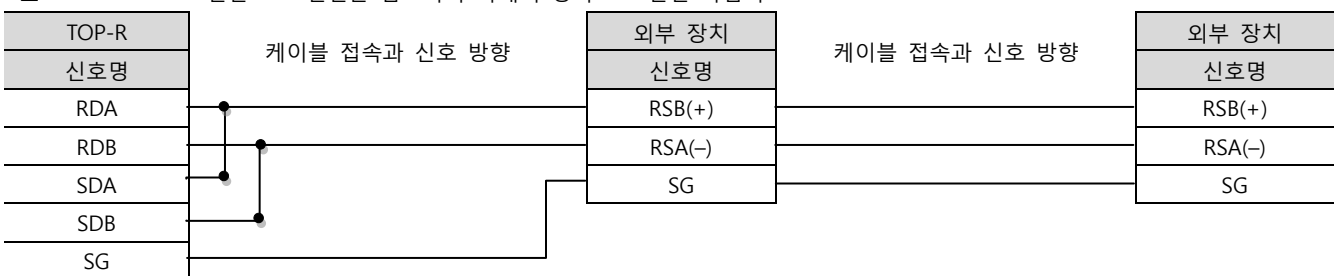 TOP-R 케이블 접속과 신호 방향 외부 장치 케이블 접속과 신호 방향 외부 장치
신호명 신호명 신호명
RDA RSB(+) RSB(+)
RDB RSA(–) RSA(–)
SDA SG SG
SDB
SG